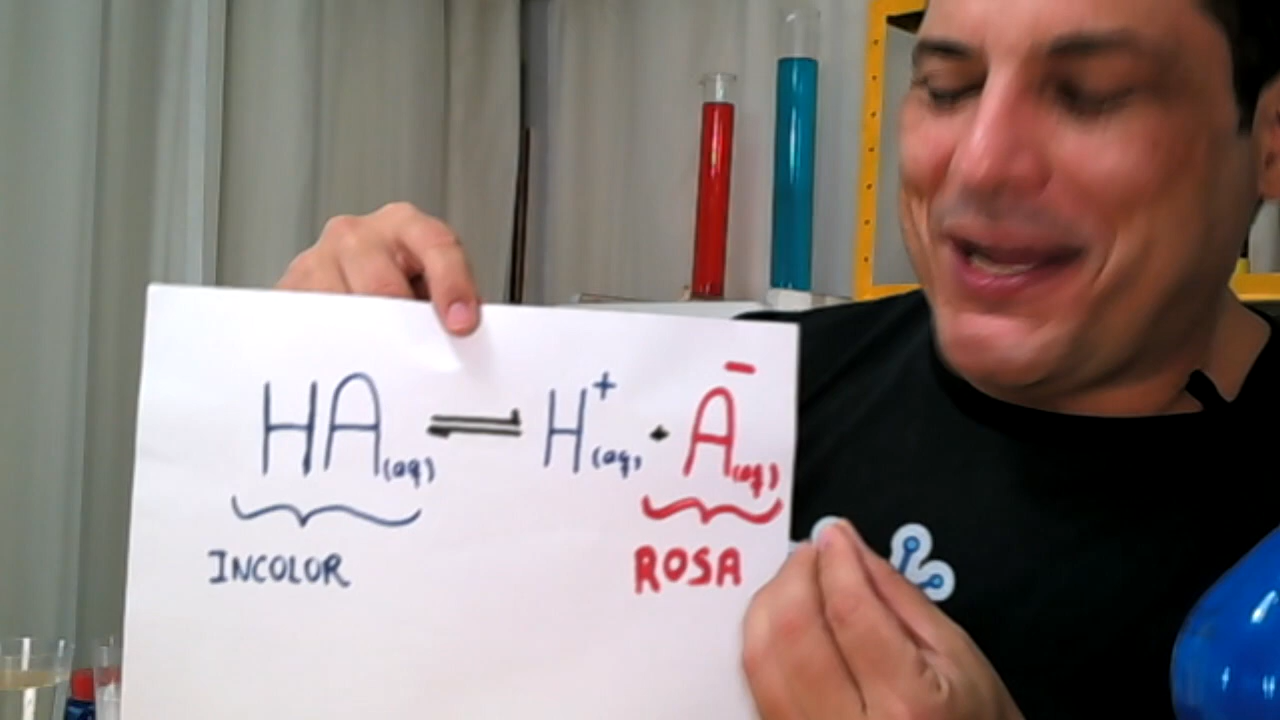 HA(aq) ⇌ H+(aq) + A-(aq)
INCOLOR ROSA